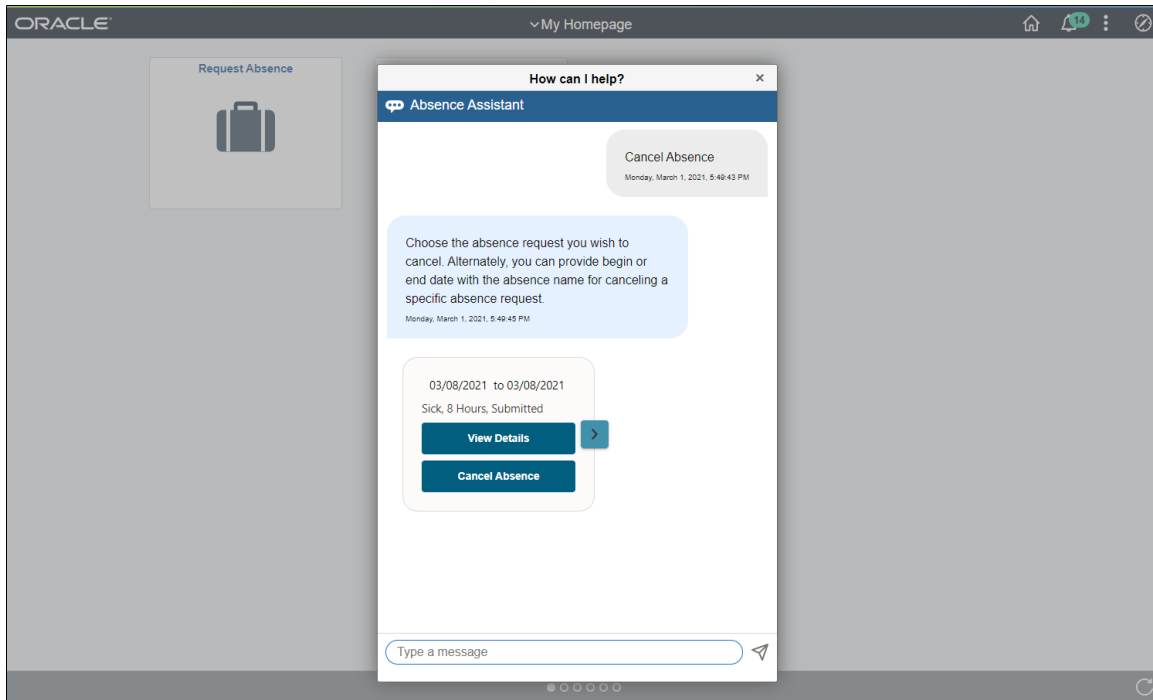 ORACLE
My Homepage
14
Request Absence
How can I help?
×
Absence Assistant
Cancel Absence
Monday, March 1, 2021, 5:49:43 PM
Choose the absence request you wish to
cancel. Alternately, you can provide begin or
end date with the absence name for canceling a
specific absence request.
Monday, March 1, 2021, 5:49:45 PM
03/08/2021 to 03/08/2021
Sick, 8 Hours, Submitted
View Details
Cancel Absence
Type a message